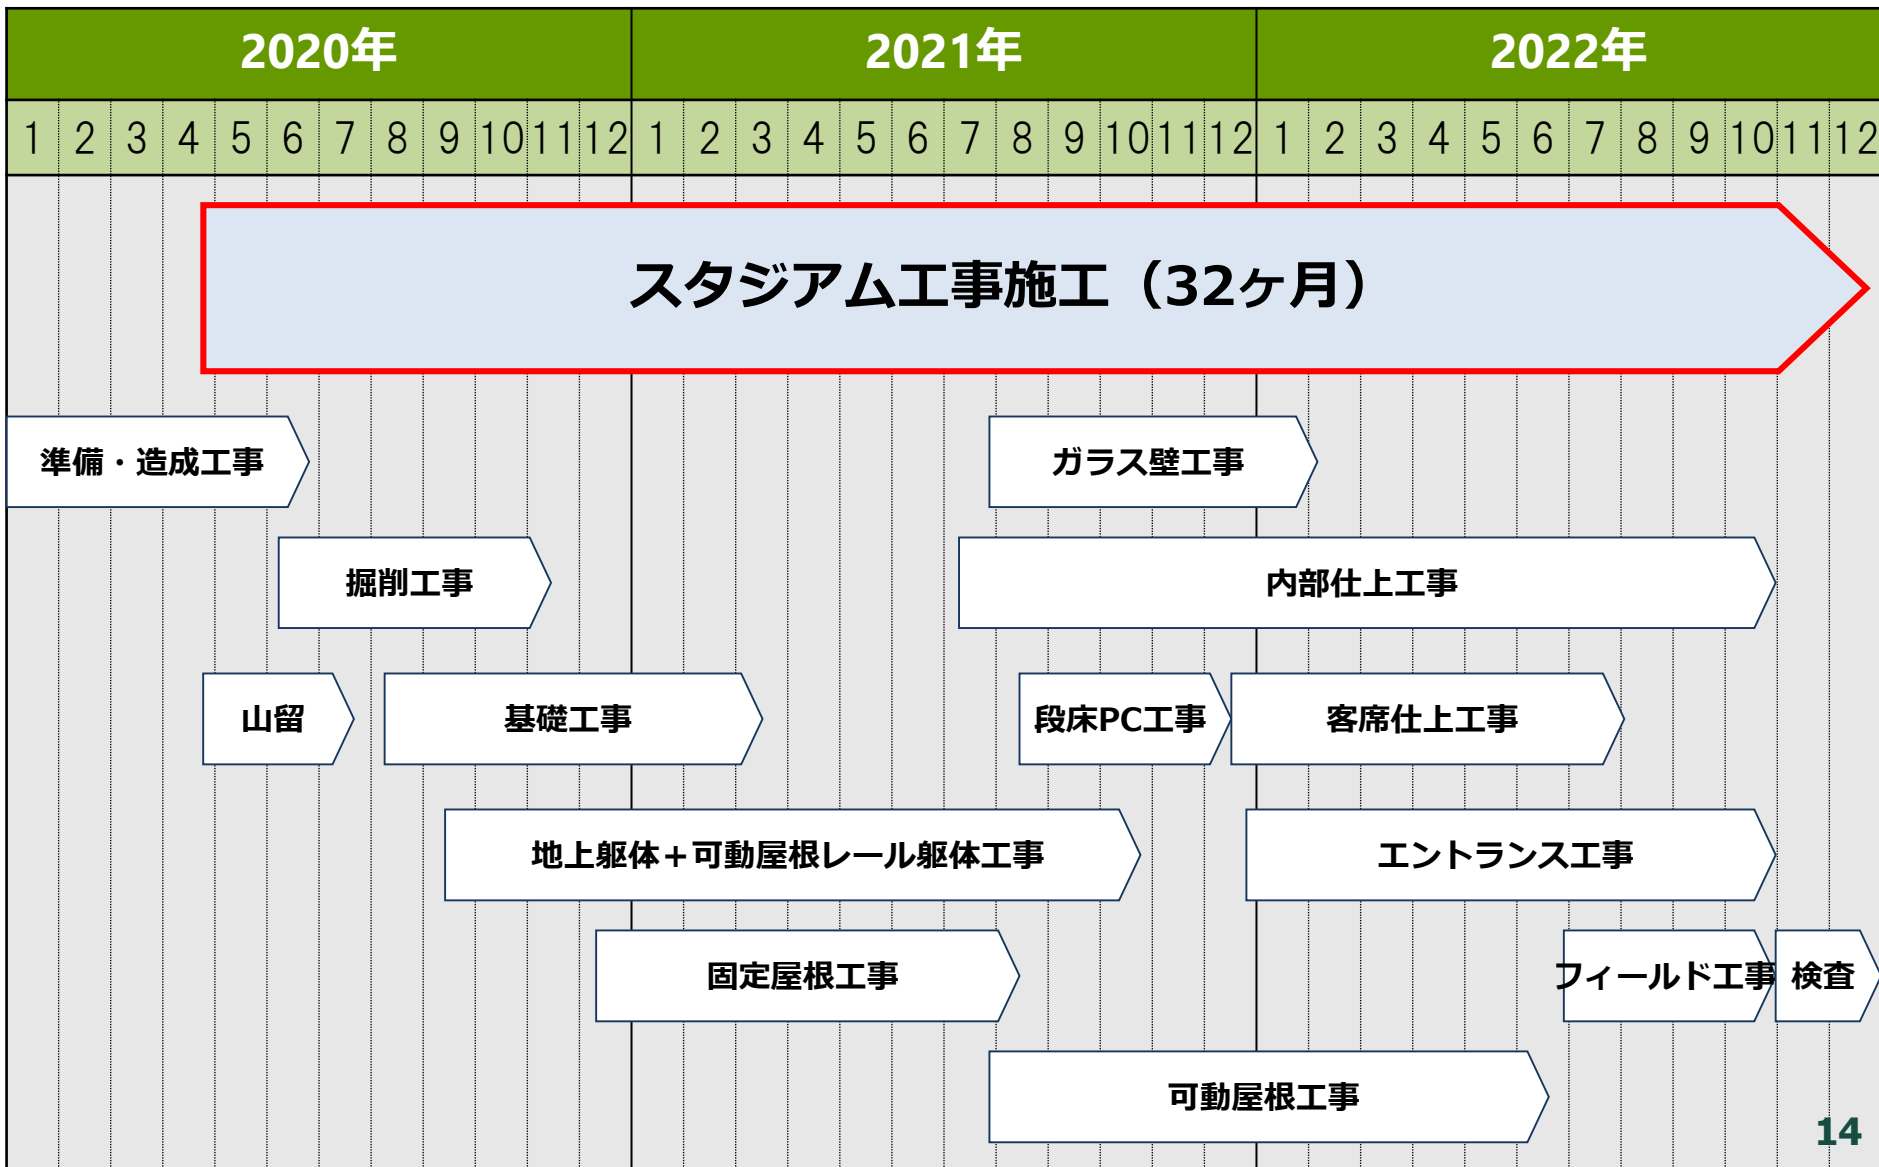 2020年 2021年 2022年
1 2 3 4 5 6 7 8 9 10 11 12 1 2 3 4 5 6 7 8 9 10 11 12 1 2 3 4 5 6 7 8 9 10 11 12
スタジアム工事施工（32ヶ月）
準備・造成工事 ガラス壁工事
掘削工事 内部仕上工事
山留 基礎工事 段床PC工事 客席仕上工事
地上躯体＋可動屋根レール躯体工事 エントランス工事
固定屋根工事 フィールド工事 検査
可動屋根工事
14